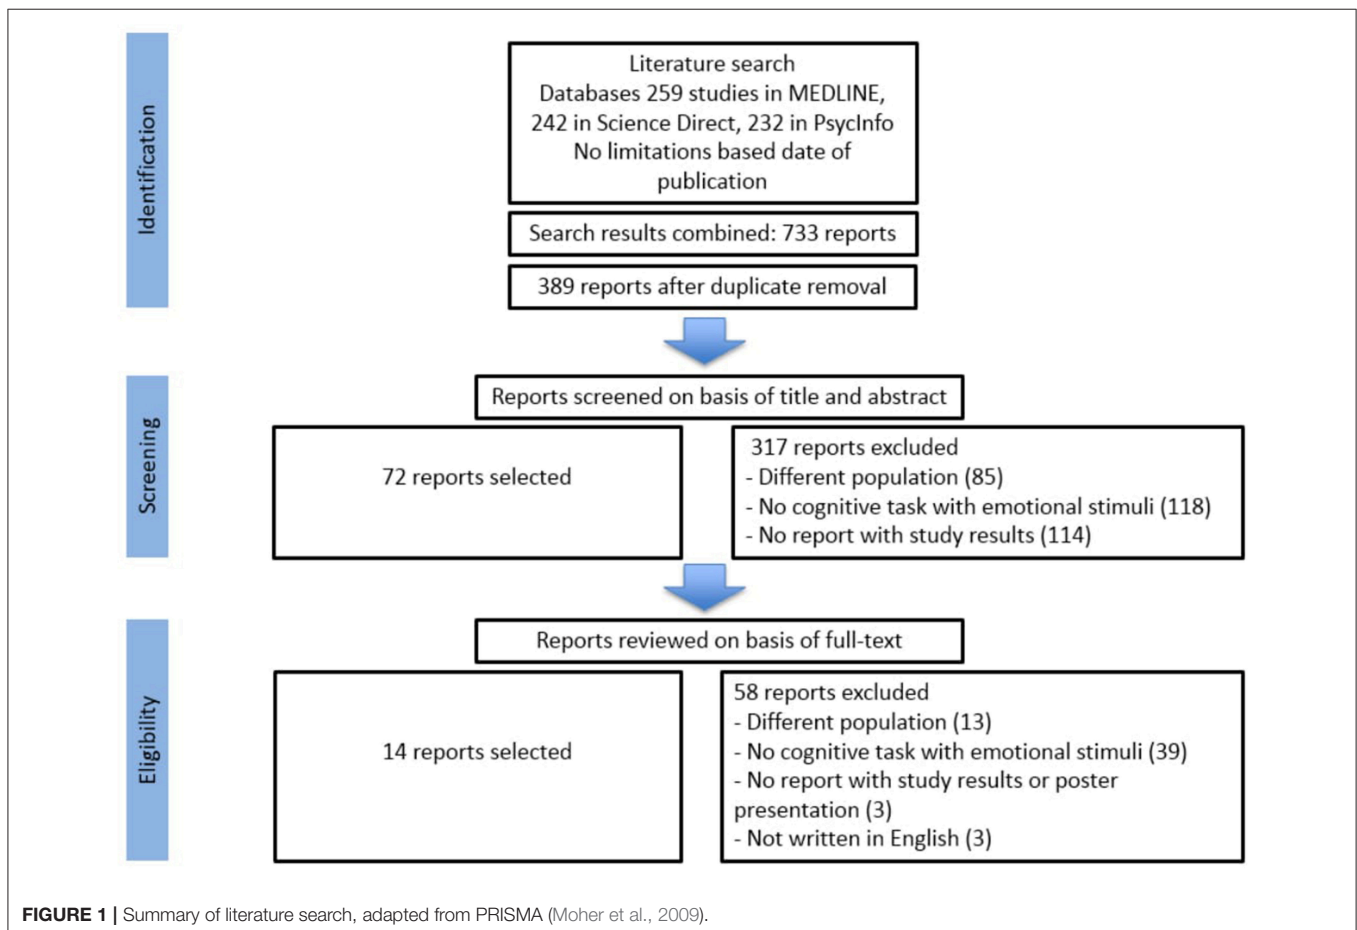 Identification
Literature search
Databases 259 studies in MEDLINE,
242 in Science Direct, 232 in PsycInfo
No limitations based date of
publication
Search results combined: 733 reports
389 reports after duplicate removal
Screening
Reports screened on basis of title and abstract
72 reports selected
317 reports excluded
- Different population (85)
- No cognitive task with emotional stimuli (118)
- No report with study results (114)
Eligibility
Reports reviewed on basis of full-text
14 reports selected
58 reports excluded
- Different population (13)
- No cognitive task with emotional stimuli (39)
- No report with study results or poster
presentation (3)
- Not written in English (3)
FIGURE 1 | Summary of literature search, adapted from PRISMA (Moher et al., 2009).